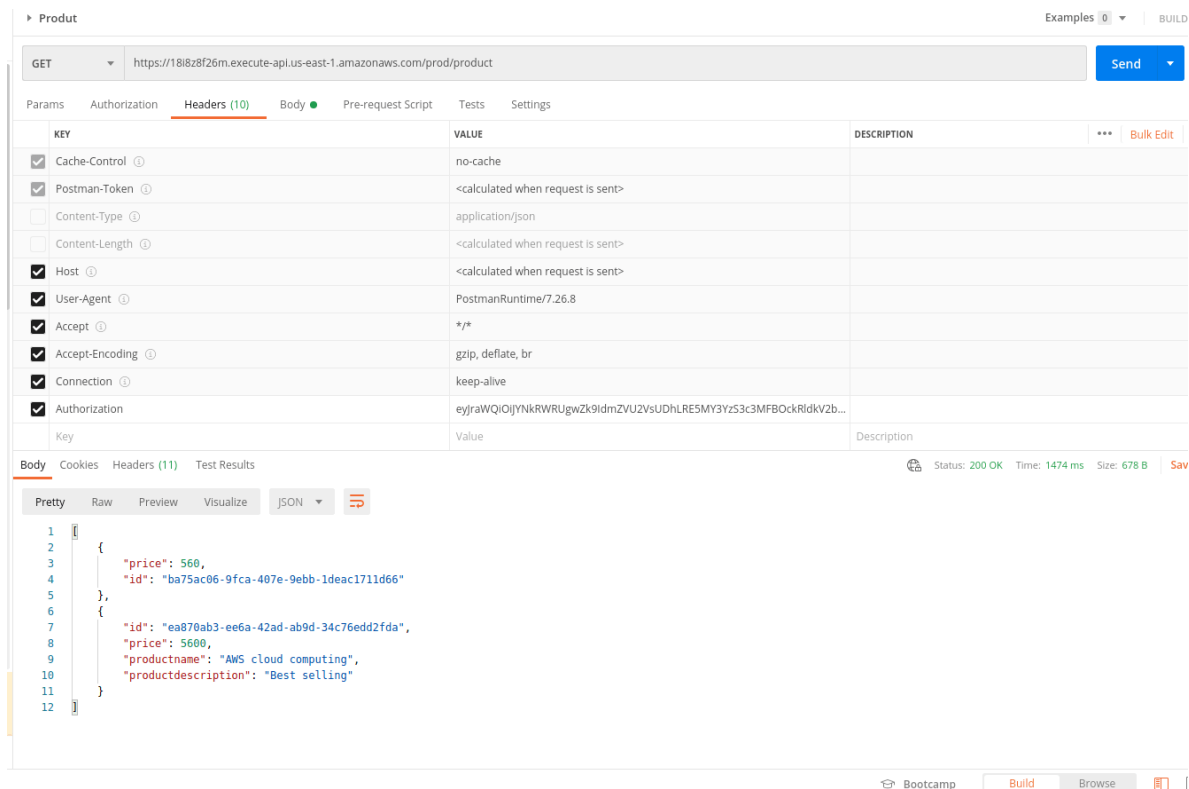 Produt
Examples 0
BUILD
GET
https://18i8z8f26m.execute-api.us-east-1.amazonaws.com/prod/product
Send
Params Authorization Headers (10) Body Pre-request Script Tests Settings
KEY VALUE DESCRIPTION ••• Bulk Edit
Cache-Control no-cache
Postman-Token <calculated when request is sent>
Content-Type application/json
Content-Length <calculated when request is sent>
Host <calculated when request is sent>
User-Agent PostmanRuntime/7.26.8
Accept */*
Accept-Encoding gzip, deflate, br
Connection keep-alive
Authorization
Key Value Description
Body Cookies Headers (11) Test Results Status: 200 OK Time: 1474 ms Size: 678 B Sav
Pretty Raw Preview Visualize JSON
1 [
2 {
3 "price": 560,
4 "id": "ba75ac06-9fca-407e-9ebb-1deac1711d66"
5 },
6 {
7 "id": "ea870ab3-ee6a-42ad-ab9d-34c76edd2fda",
8 "price": 5600,
9 "productname": "AWS cloud computing",
10 "productdescription": "Best selling"
11 }
12 ]
Bootcamp Build Browse